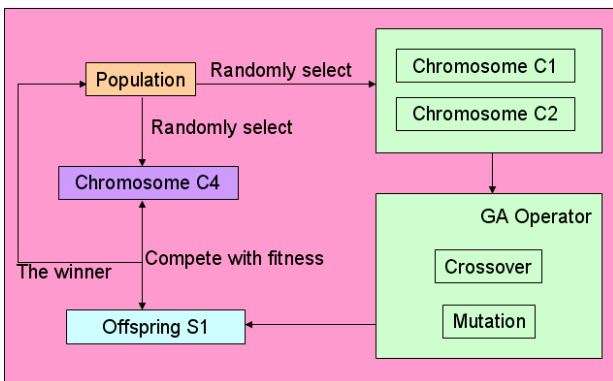 Population
Randomly select
Chromosome C1
Chromosome C2
Randomly select
Chromosome C4
GA Operator
Compete with fitness
The winner
Crossover
Offspring S1
Mutation